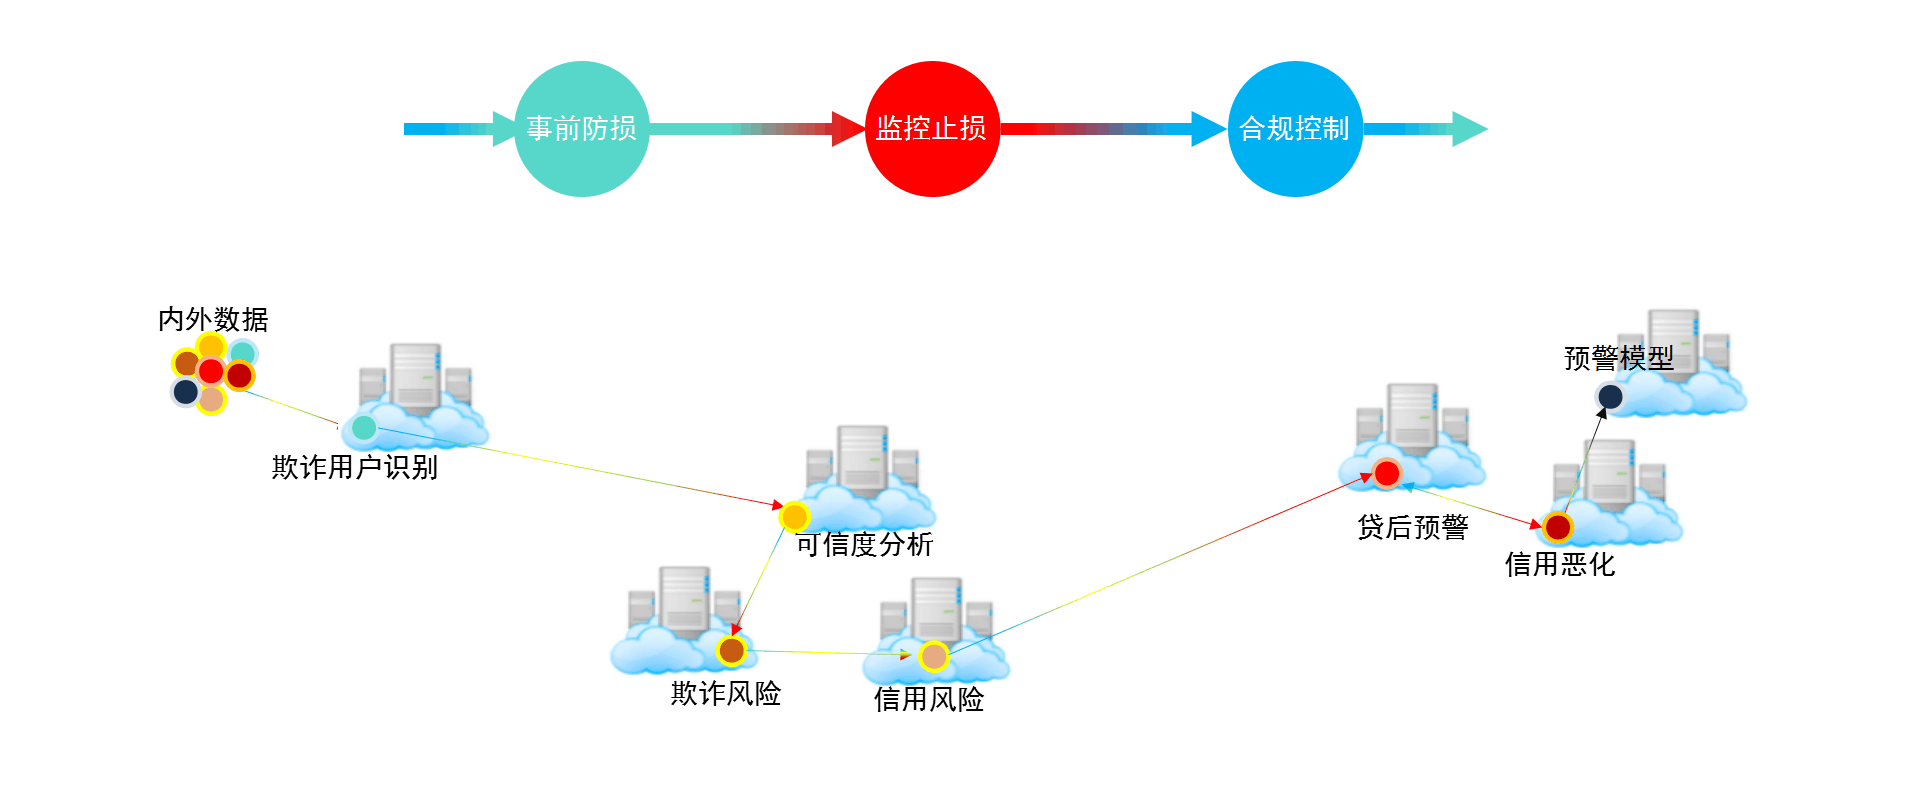 事前防损
监控止损
合规控制
内外数据
欺诈用户识别
可信度分析
欺诈风险
信用风险
贷后预警
信用恶化
预警模型